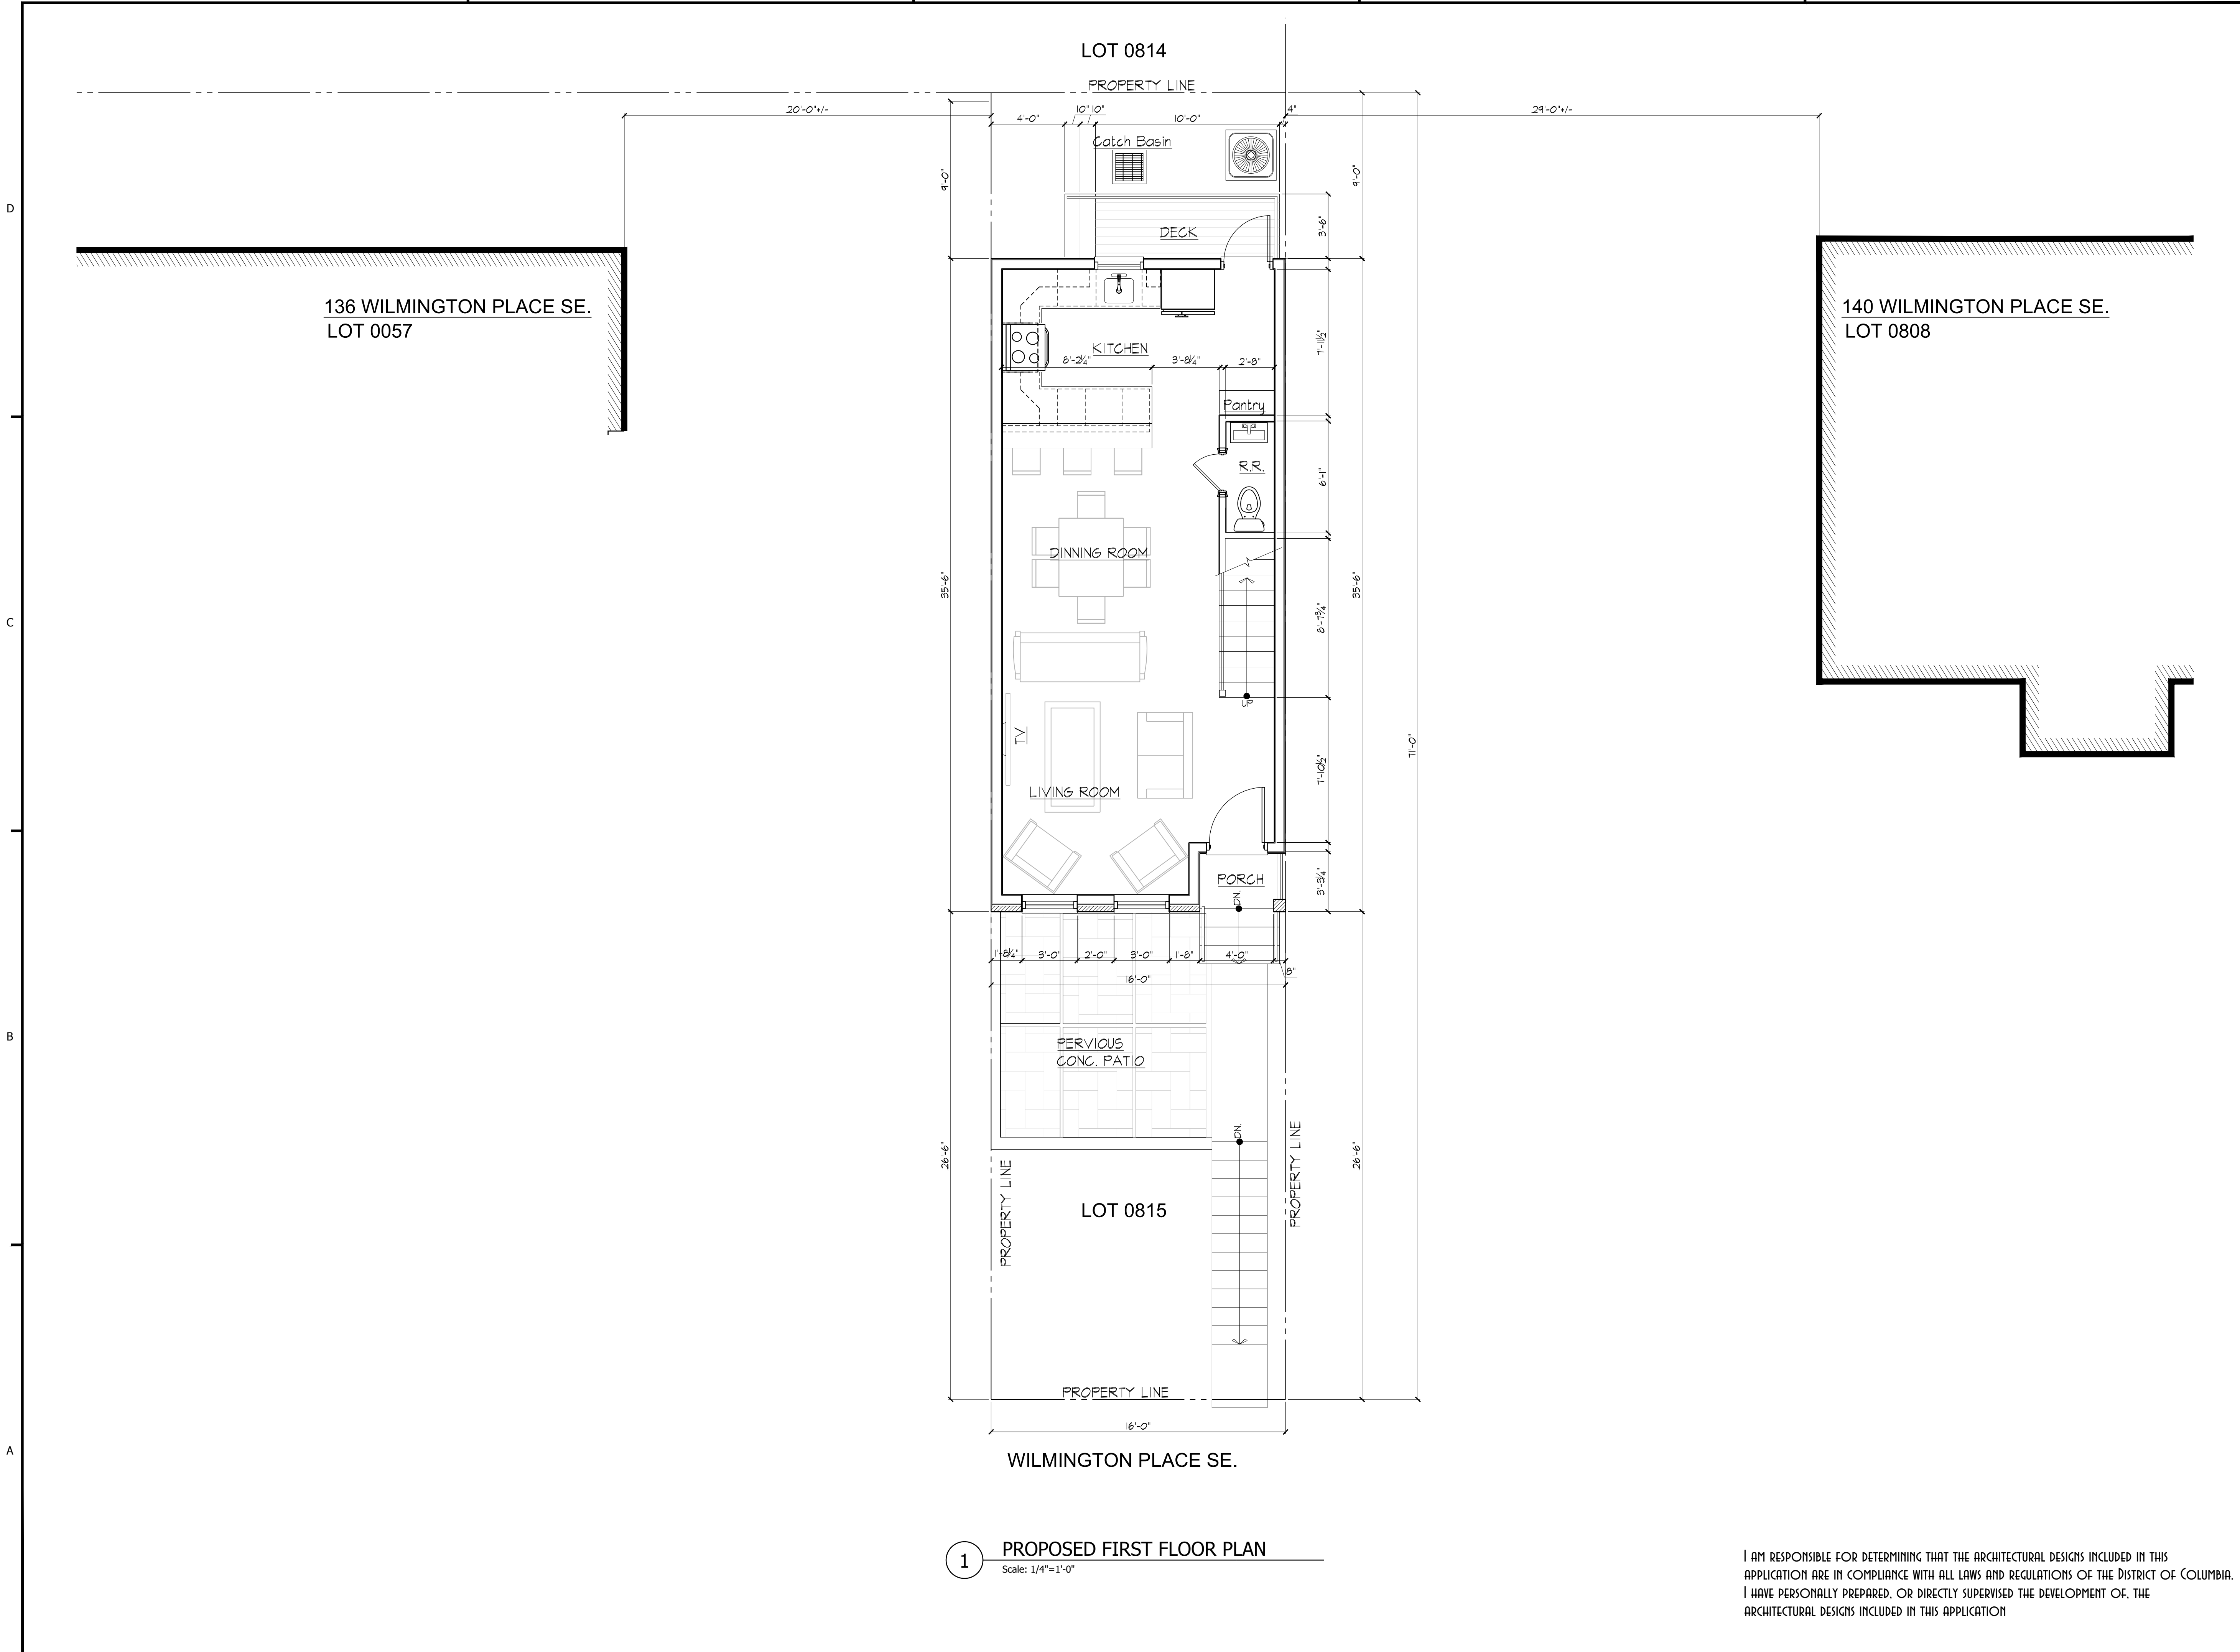 LOT 0814
PROPERTY LINE
20'-0"+/-
4'-0"
10" 10"
10'-0"
4"
29'-0"+/-
Catch Basin
9'-0"
9'-0"
D
DECK
3'-6"
136 WILMINGTON PLACE SE.
LOT 0057
140 WILMINGTON PLACE SE.
LOT 0808
KITCHEN
8'-2¼"
3'-8¼"
2'-8"
7'-11½"
Pantry
R.R.
6'-1"
DINNING ROOM
35'-6"
35'-6"
C
8'-7¾"
UP
TV
71'-0"
7'-10½"
LIVING ROOM
PORCH
3'-3¼"
DN.
1'-8¼"
3'-0"
2'-0"
3'-0"
1'-8"
4'-0"
8"
16'-0"
B
PERVIOUS
CONC. PATIO
DN.
26'-6"
26'-6"
PROPERTY LINE
PROPERTY LINE
LOT 0815
PROPERTY LINE
16'-0"
A
WILMINGTON PLACE SE.
1
PROPOSED FIRST FLOOR PLAN
Scale: 1/4"=1'-0"
I AM RESPONSIBLE FOR DETERMINING THAT THE ARCHITECTURAL DESIGNS INCLUDED IN THIS
APPLICATION ARE IN COMPLIANCE WITH ALL LAWS AND REGULATIONS OF THE DISTRICT OF COLUMBIA.
I HAVE PERSONALLY PREPARED, OR DIRECTLY SUPERVISED THE DEVELOPMENT OF, THE
ARCHITECTURAL DESIGNS INCLUDED IN THIS APPLICATION